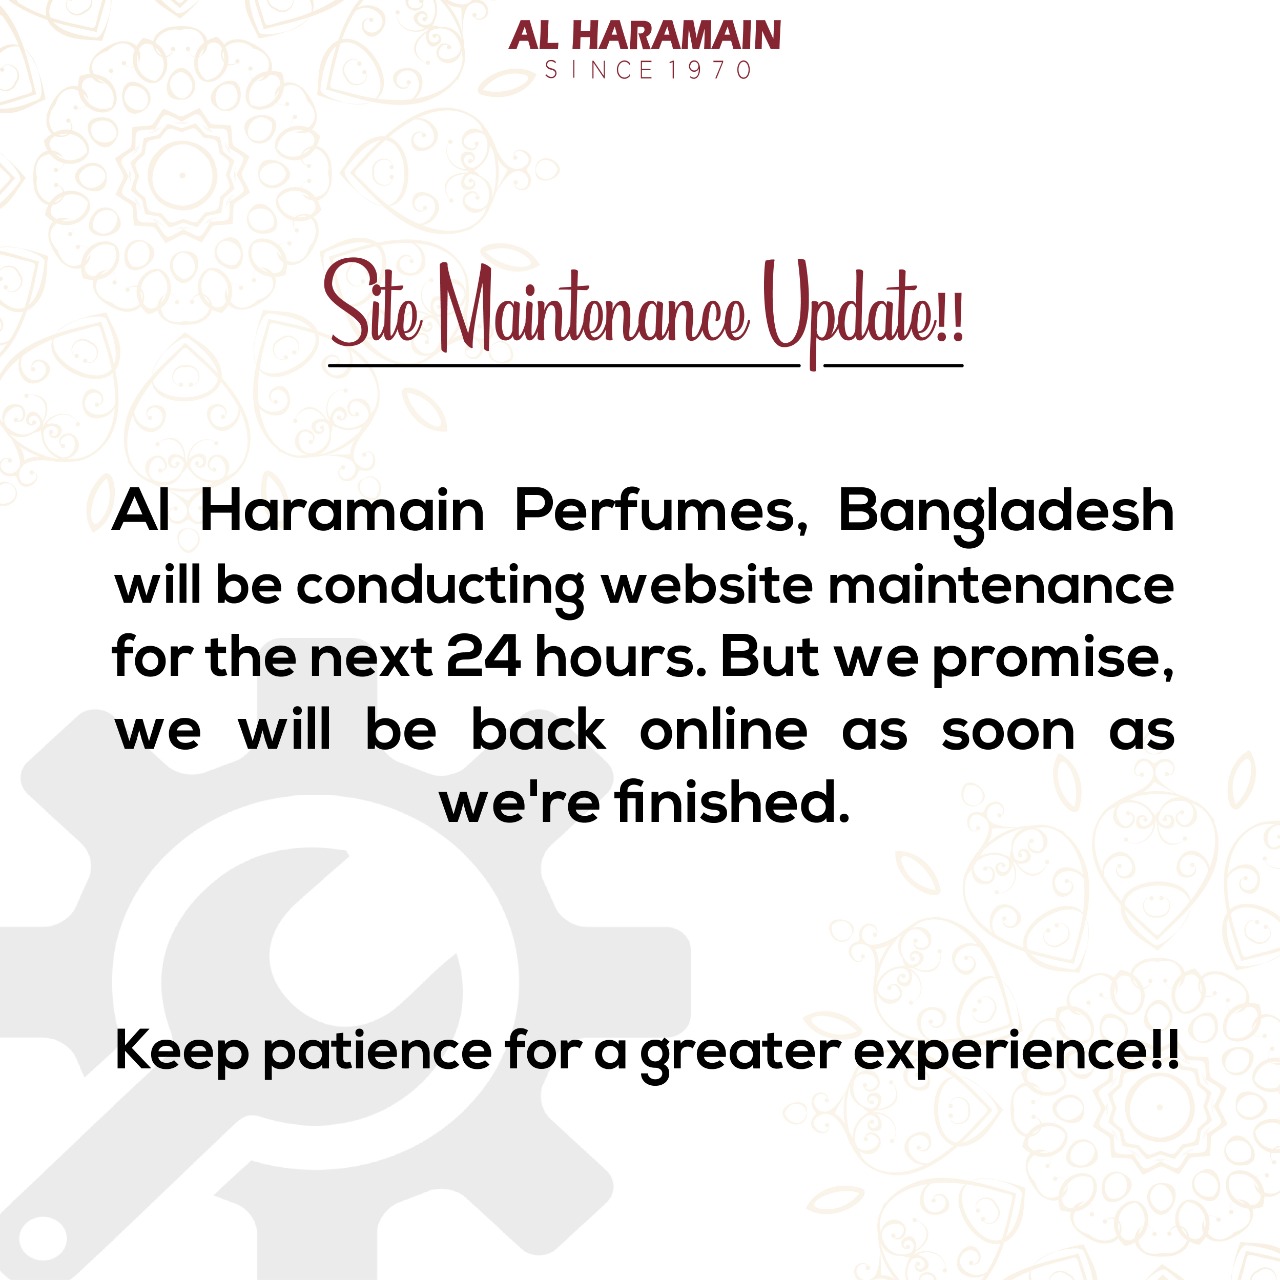 AL HARAMAIN
SINCE 1970
Site Maintenance Update!!
Al Haramain Perfumes, Bangladesh
will be conducting website maintenance
for the next 24 hours. But we promise,
we will be back online as soon as
we're finished.
Keep patience for a greater experience!!